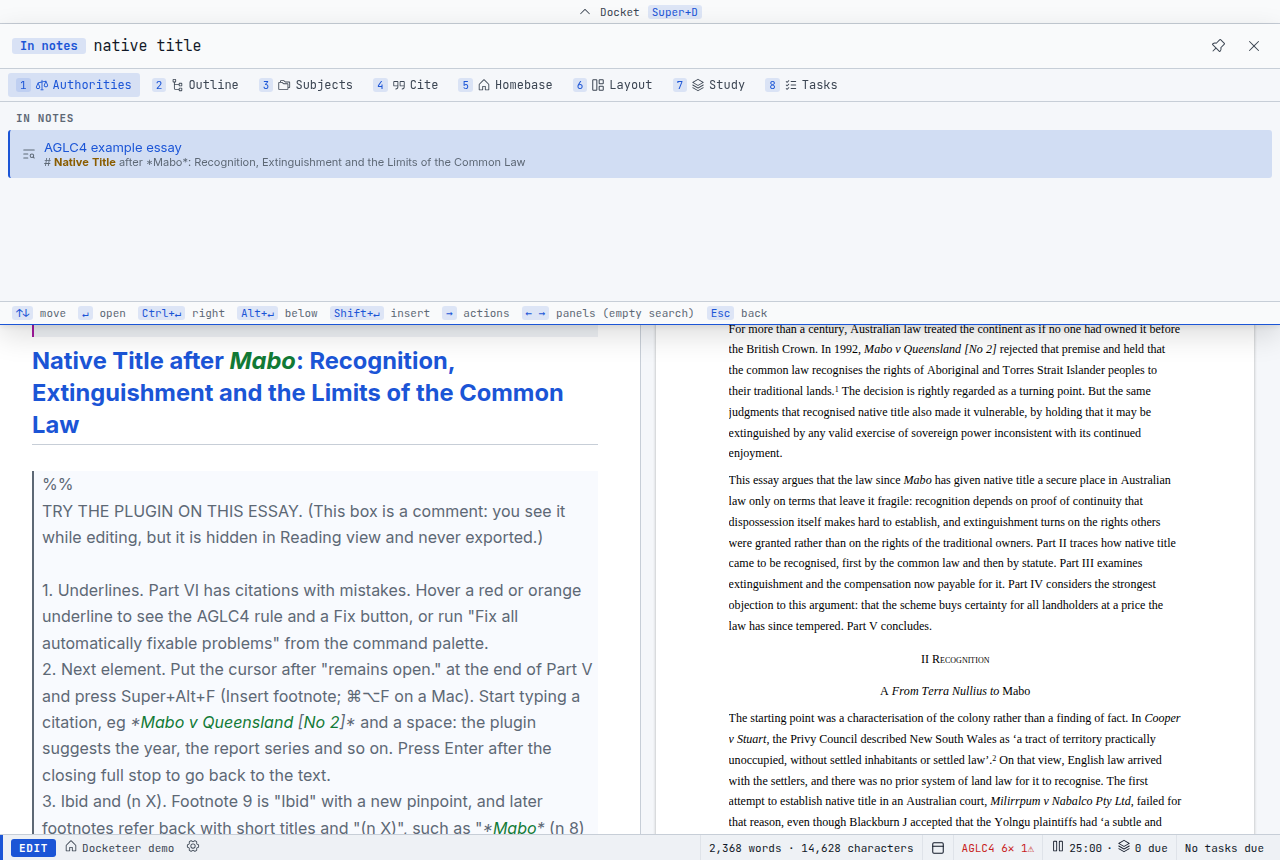 Docket Super+D
In notes native title
1 Authorities 2 Outline 3 Subjects 4 Cite 5 Homebase 6 Layout 7 Study 8 Tasks
IN NOTES
AGLC4 example essay
# Native Title after *Mabo*: Recognition, Extinguishment and the Limits of the Common Law
↑↓ move ↵ open Ctrl+↵ right Alt+↵ below Shift+↵ insert → actions ← → panels (empty search) Esc back
Native Title after Mabo: Recognition,
Extinguishment and the Limits of the Common
Law
%%
TRY THE PLUGIN ON THIS ESSAY. (This box is a comment: you see it
while editing, but it is hidden in Reading view and never exported.)
1. Underlines. Part VI has citations with mistakes. Hover a red or orange
underline to see the AGLC4 rule and a Fix button, or run "Fix all
automatically fixable problems" from the command palette.
2. Next element. Put the cursor after "remains open." at the end of Part V
and press Super+Alt+F (Insert footnote; ⌘⌥F on a Mac). Start typing a
citation, eg *Mabo v Queensland [No 2]* and a space: the plugin
suggests the year, the report series and so on. Press Enter after the
closing full stop to go back to the text.
3. Ibid and (n X). Footnote 9 is "Ibid" with a new pinpoint, and later
footnotes refer back with short titles and "(n X)", such as "*Mabo* (n 8)
For more than a century, Australian law treated the continent as if no one had owned it before
the British Crown. In 1992, Mabo v Queensland [No 2] rejected that premise and held that
the common law recognises the rights of Aboriginal and Torres Strait Islander peoples to
their traditional lands.¹ The decision is rightly regarded as a turning point. But the same
judgments that recognised native title also made it vulnerable, by holding that it may be
extinguished by any valid exercise of sovereign power inconsistent with its continued
enjoyment.
This essay argues that the law since Mabo has given native title a secure place in Australian
law only on terms that leave it fragile: recognition depends on proof of continuity that
dispossession itself makes hard to establish, and extinguishment turns on the rights others
were granted rather than on the rights of the traditional owners. Part II traces how native title
came to be recognised, first by the common law and then by statute. Part III examines
extinguishment and the compensation now payable for it. Part IV considers the strongest
objection to this argument: that the scheme buys certainty for all landholders at a price the
law has since tempered. Part V concludes.
II Recognition
A From Terra Nullius to Mabo
The starting point was a characterisation of the colony rather than a finding of fact. In Cooper
v Stuart, the Privy Council described New South Wales as ‘a tract of territory practically
unoccupied, without settled inhabitants or settled law’.² On that view, English law arrived
with the settlers, and there was no prior system of land law for it to recognise. The first
attempt to establish native title in an Australian court, Milirrpum v Nabalco Pty Ltd, failed for
that reason, even though Blackburn J accepted that the Yolngu plaintiffs had ‘a subtle and
EDIT Docketeer demo 2,368 words · 14,628 characters AGLC4 6× 1⚠ 25:00 · 0 due No tasks due